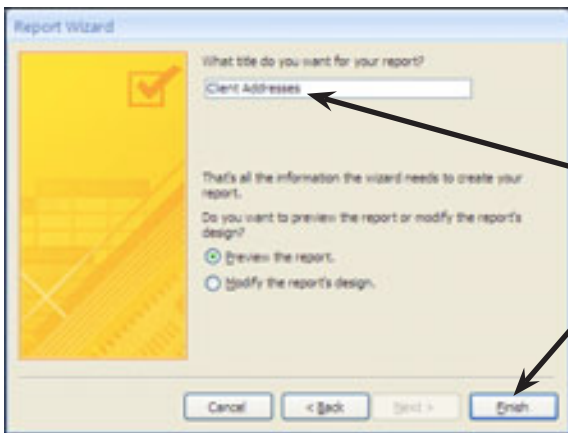 Report Wizard
What title do you want for your report?
Client Addresses
That's all the information the wizard needs to create your
report.
Do you want to preview the report or modify the report's
design?
Preview the report.
Modify the report's design.
Cancel < Back Next > Finish